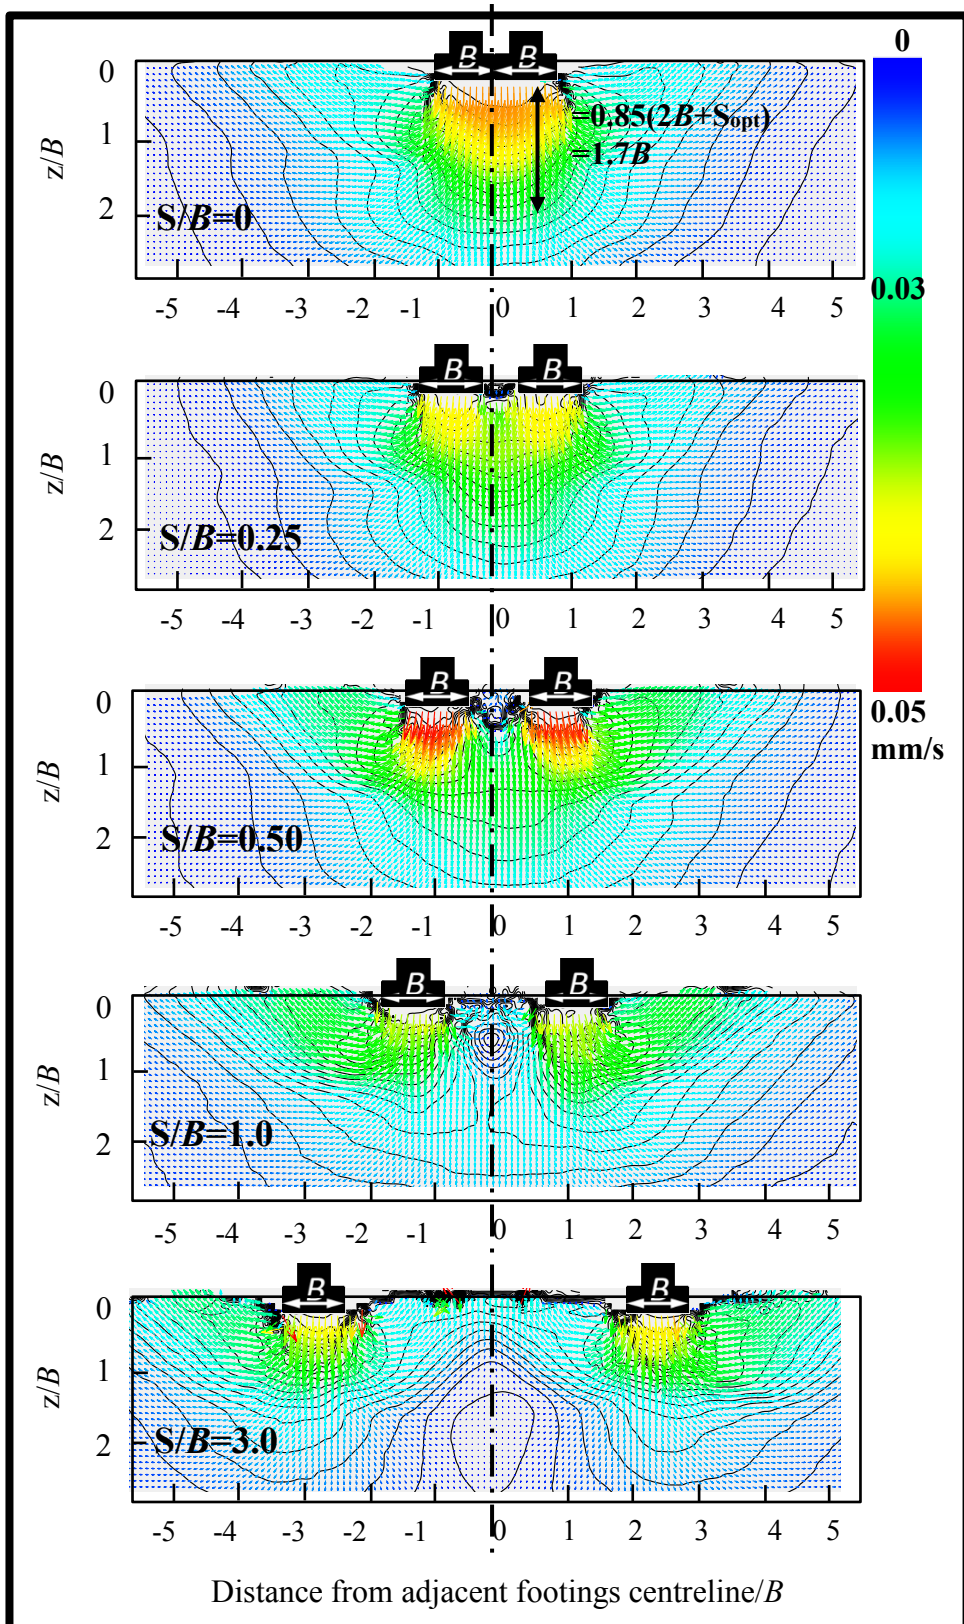 B B
0
0
1
2
z/B
=0.85(2B+Sopt)
=1.7B
S/B=0
-5 -4 -3 -2 -1 0 1 2 3 4 5
0.03
B B
0
1
2
z/B
S/B=0.25
-5 -4 -3 -2 -1 0 1 2 3 4 5
B B
0
1
2
z/B
0.05
mm/s
S/B=0.50
-5 -4 -3 -2 -1 0 1 2 3 4 5
B B
0
1
2
z/B
S/B=1.0
-5 -4 -3 -2 -1 0 1 2 3 4 5
B B
0
1
2
z/B
S/B=3.0
-5 -4 -3 -2 -1 0 1 2 3 4 5
Distance from adjacent footings centreline/B